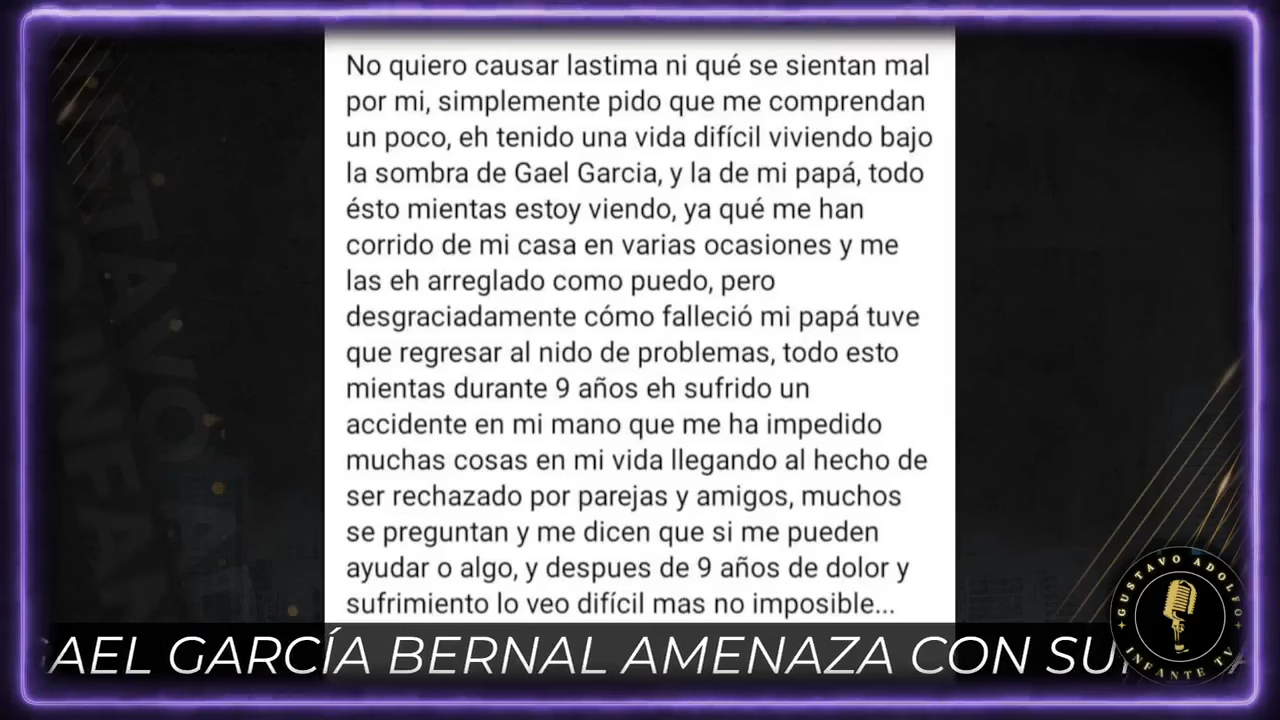 No quiero causar lastima ni qué se sientan mal
por mi, simplemente pido que me comprendan
un poco, eh tenido una vida difícil viviendo bajo
la sombra de Gael Garcia, y la de mi papá, todo
ésto mientas estoy viendo, ya qué me han
corrido de mi casa en varias ocasiones y me
las eh arreglado como puedo, pero
desgraciadamente cómo falleció mi papá tuve
que regresar al nido de problemas, todo esto
mientas durante 9 años eh sufrido un
accidente en mi mano que me ha impedido
muchas cosas en mi vida llegando al hecho de
ser rechazado por parejas y amigos, muchos
se preguntan y me dicen que si me pueden
ayudar o algo, y despues de 9 años de dolor y
sufrimiento lo veo difícil mas no imposible...
GAEL GARCÍA BERNAL AMENAZA CON SU
GUSTAVO ADOLFO
INFANTE TV